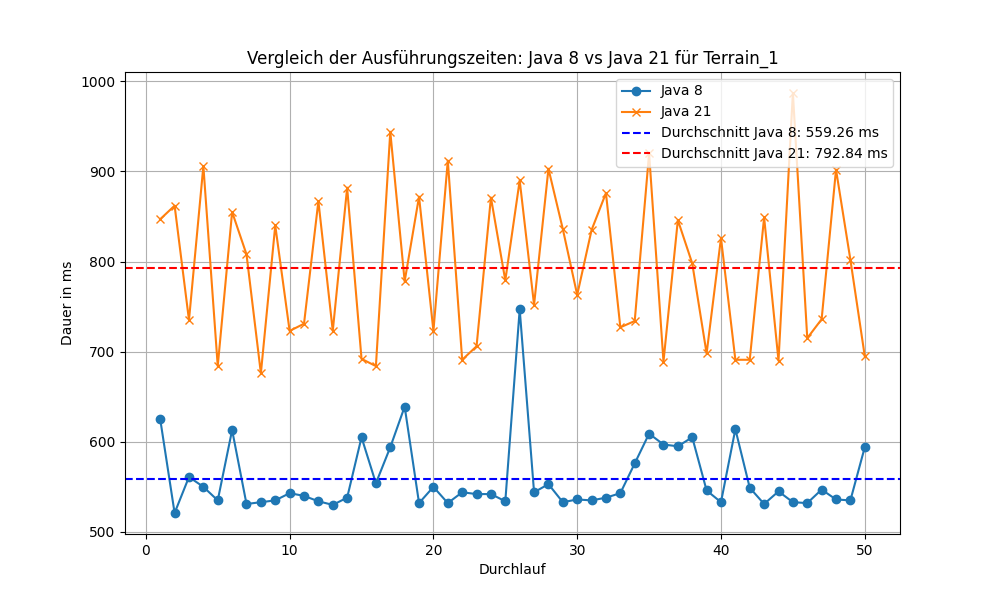 Vergleich der Ausführungszeiten: Java 8 vs Java 21 für Terrain_1
Java 8
Java 21
Durchschnitt Java 8: 559.26 ms
Durchschnitt Java 21: 792.84 ms
Dauer in ms
1000
900
800
700
600
500
0
10
20
30
40
50
Durchlauf